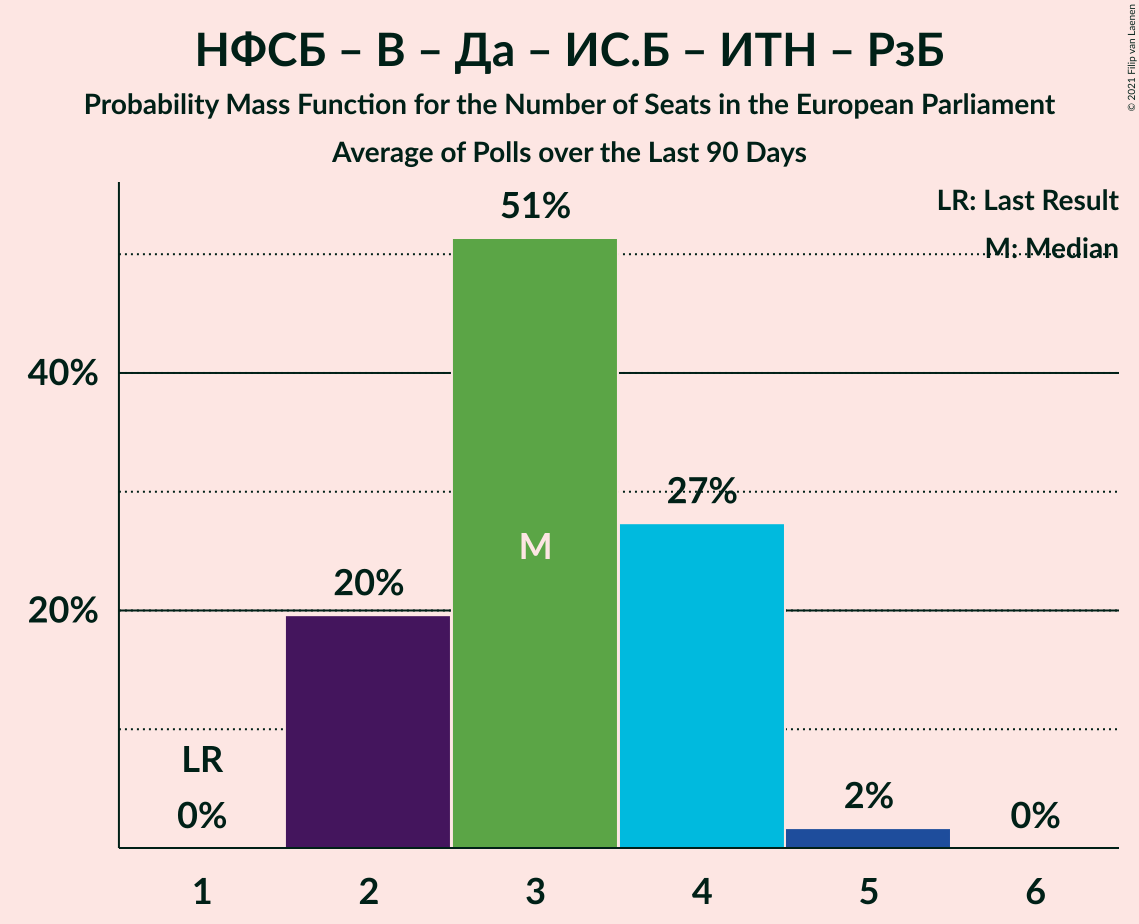 НФСБ – В – Да – ИС.Б – ИТН – РзБ
Probability Mass Function for the Number of Seats in the European Parliament
Average of Polls over the Last 90 Days
© 2021 Filip van Laenen
LR: Last Result
M: Median
51%
40%
27%
M
20%
20%
LR
0%
2%
0%
1 2 3 4 5 6